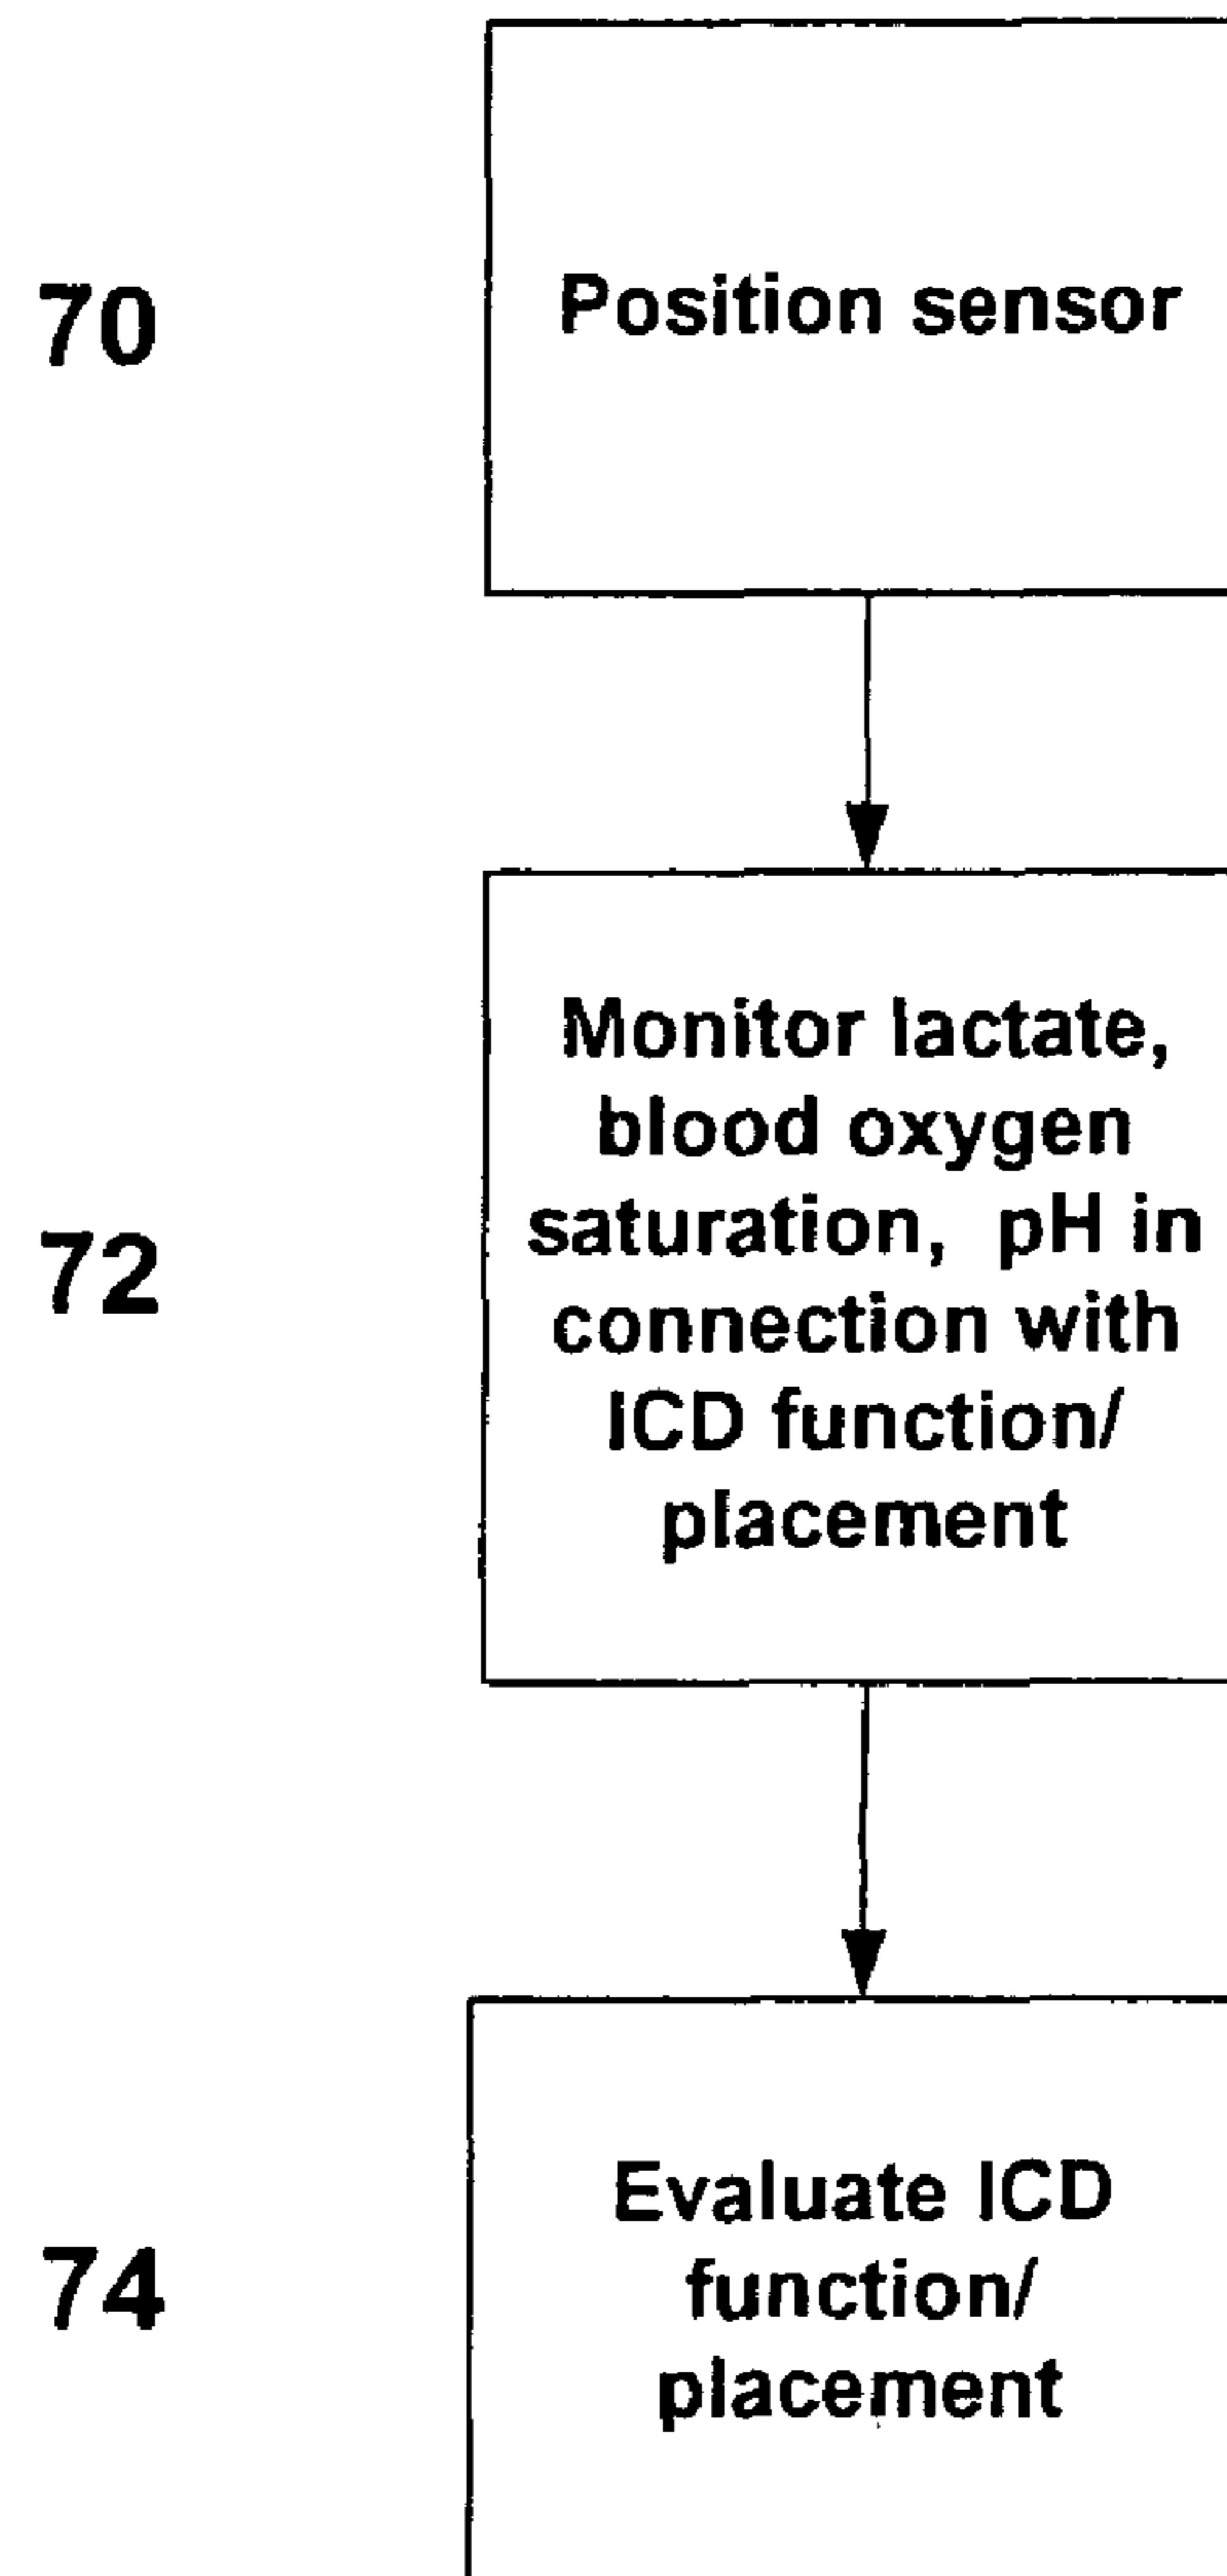 70
Position sensor
72
Monitor lactate,
blood oxygen
saturation, pH in
connection with
ICD function/
placement
74
Evaluate ICD
function/
placement